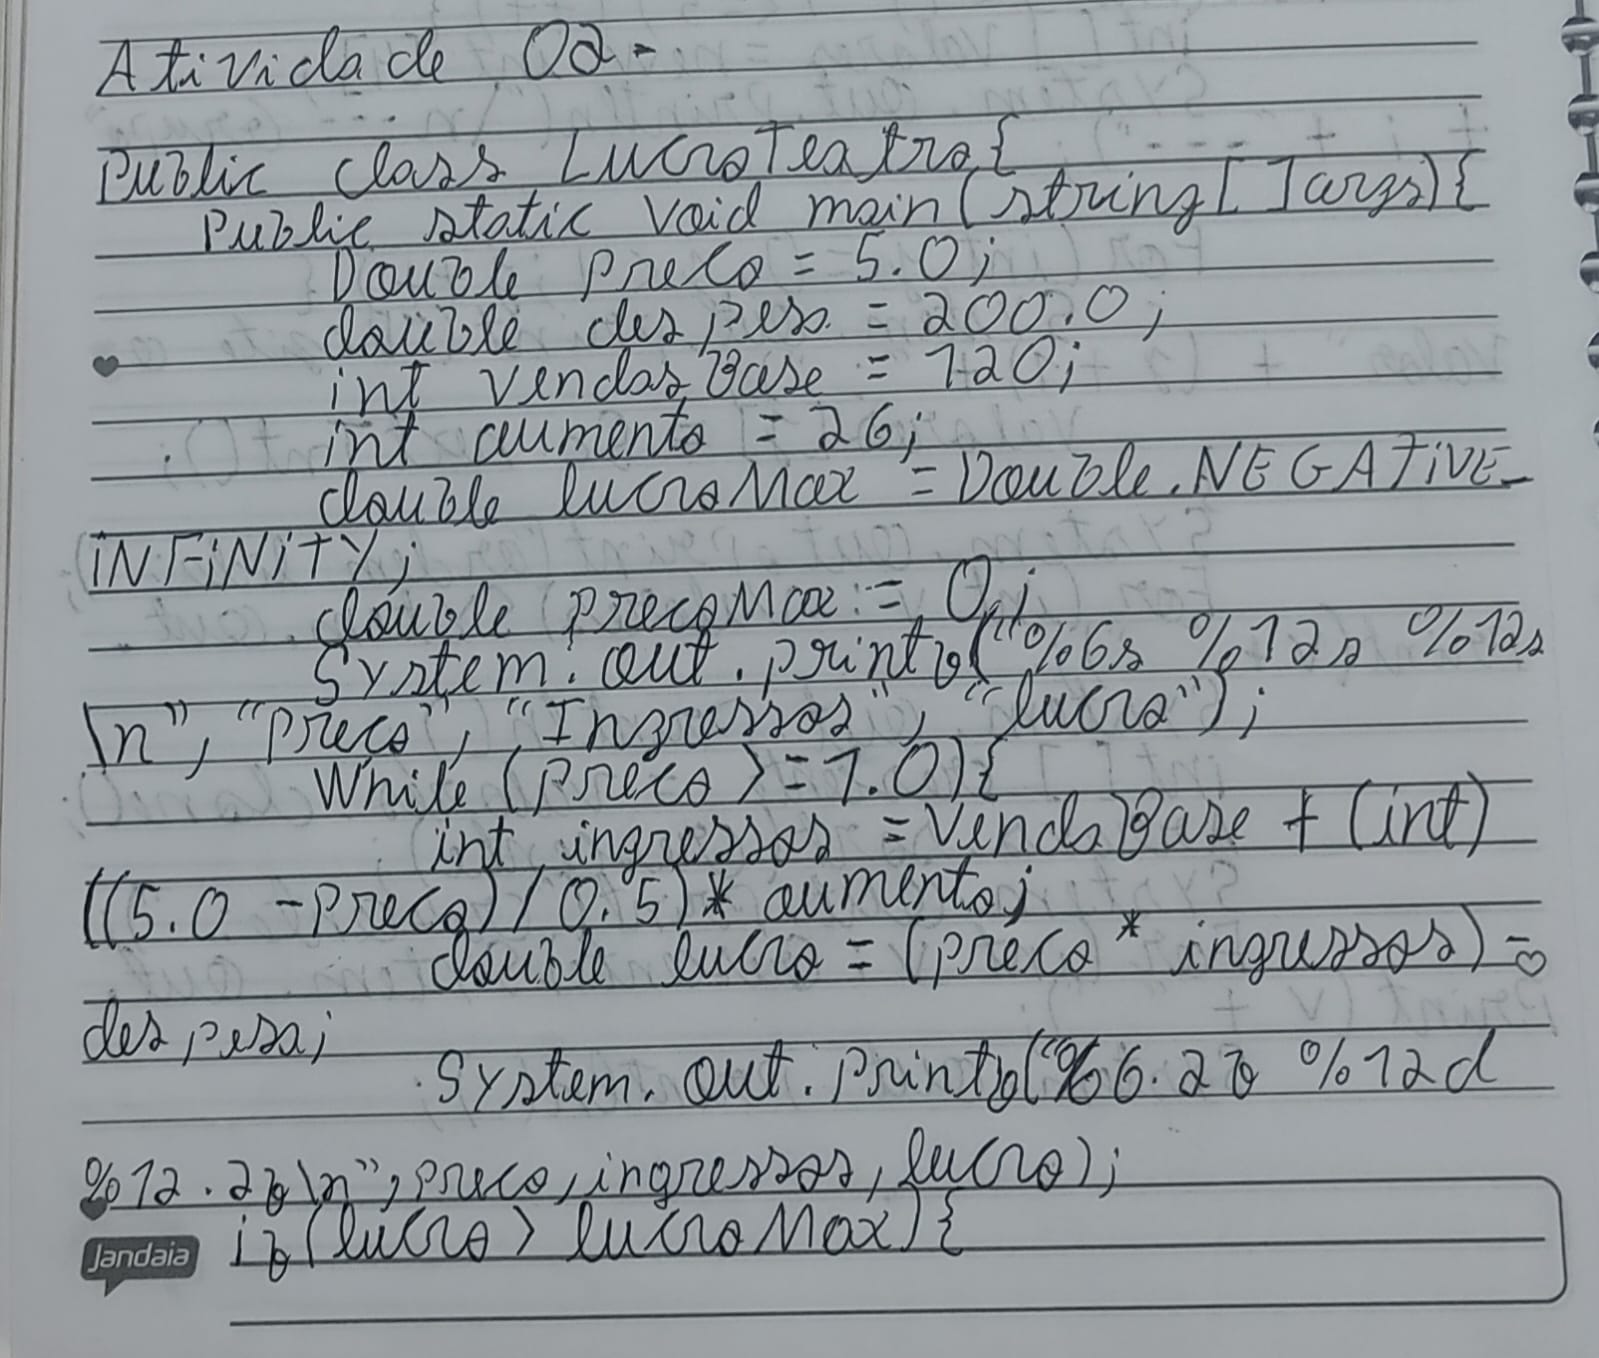 Atividade 02 -
Public class LucroTeatro{
Public static void main(string[] args){
Double preco = 5.0;
double despesa = 200.0;
int vendasBase = 120;
int aumento = 26;
double lucroMax = Double.NEGATIVE_
INFINITY;
double precoMax = 0;
System.out.printf("%6s %12s %12s
\n", "preco", "Ingressos", "lucro");
While (preco >= 1.0){
int ingressos = VendaBase + (int)
((5.0 - preco) / 0.5) * aumento;
double lucro = (preco * ingressos) -
despesa;
System.out.printf("%6.2f %12d
%12.2f\n", preco, ingressos, lucro);
if (lucro > lucroMax){
Jandaia